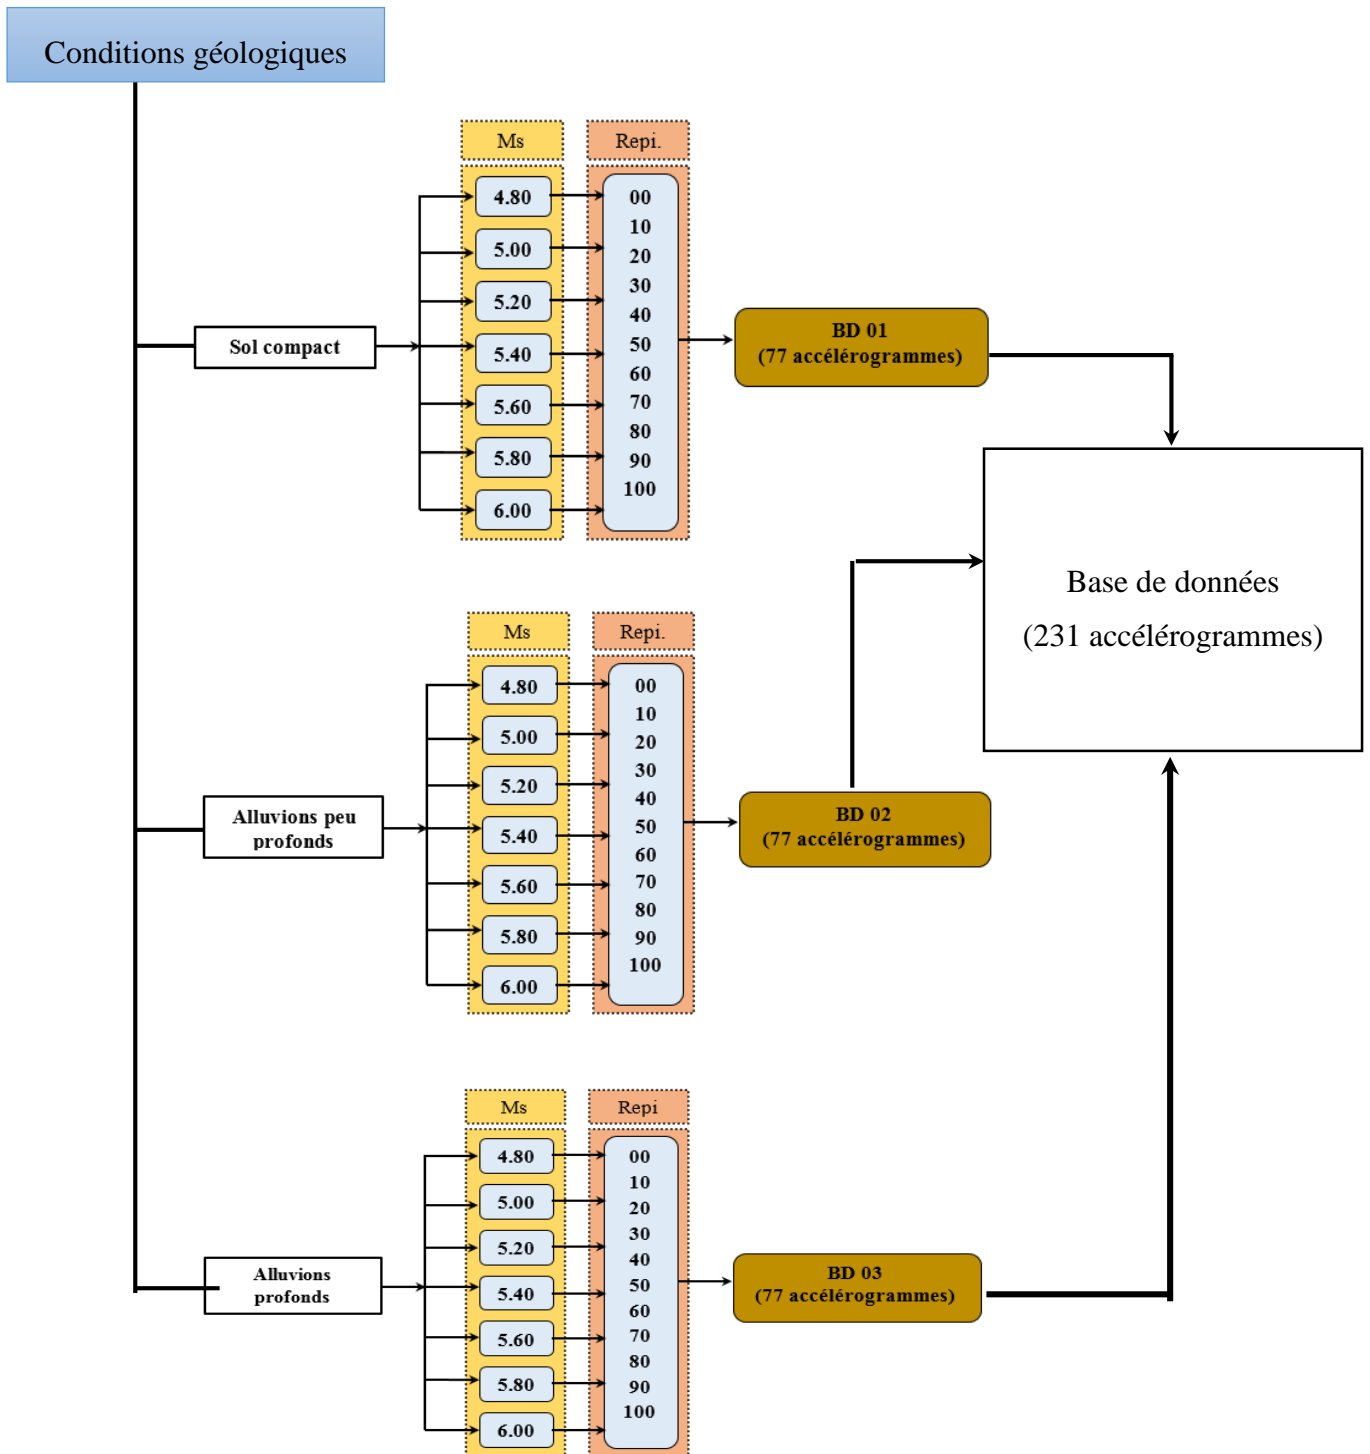 Conditions géologiques
Ms
Repi.
4.80
5.00
5.20
5.40
5.60
5.80
6.00
00
10
20
30
40
50
60
70
80
90
100
Sol compact
BD 01
(77 accélérogrammes)
Base de données
(231 accélérogrammes)
Ms
Repi.
4.80
5.00
5.20
5.40
5.60
5.80
6.00
00
10
20
30
40
50
60
70
80
90
100
Alluvions peu
profonds
BD 02
(77 accélérogrammes)
Ms
Repi
4.80
5.00
5.20
5.40
5.60
5.80
6.00
00
10
20
30
40
50
60
70
80
90
100
Alluvions
profonds
BD 03
(77 accélérogrammes)